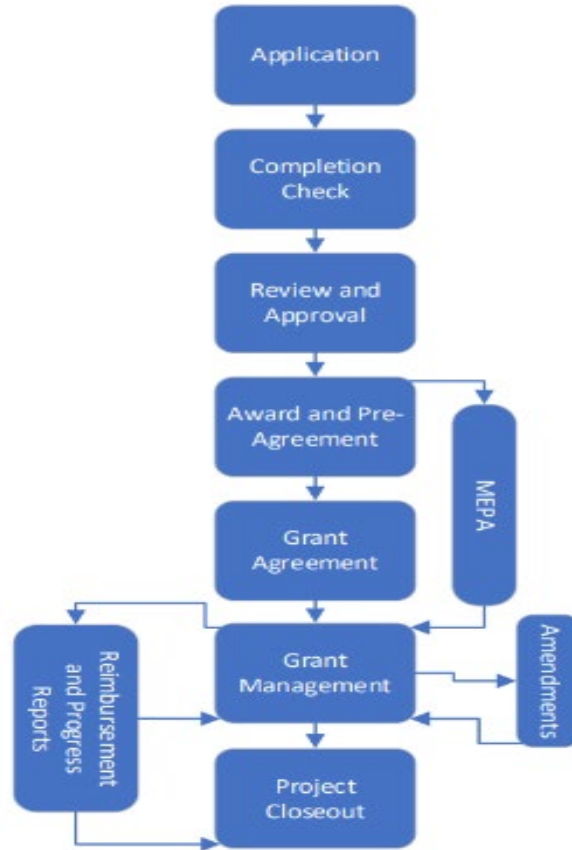 Application
Completion
Check
Review and
Approval
Award and Pre-
Agreement
MEPA
Grant
Agreement
Grant
Management
Amendments
Reimbursement
and Progress
Reports
Project
Closeout